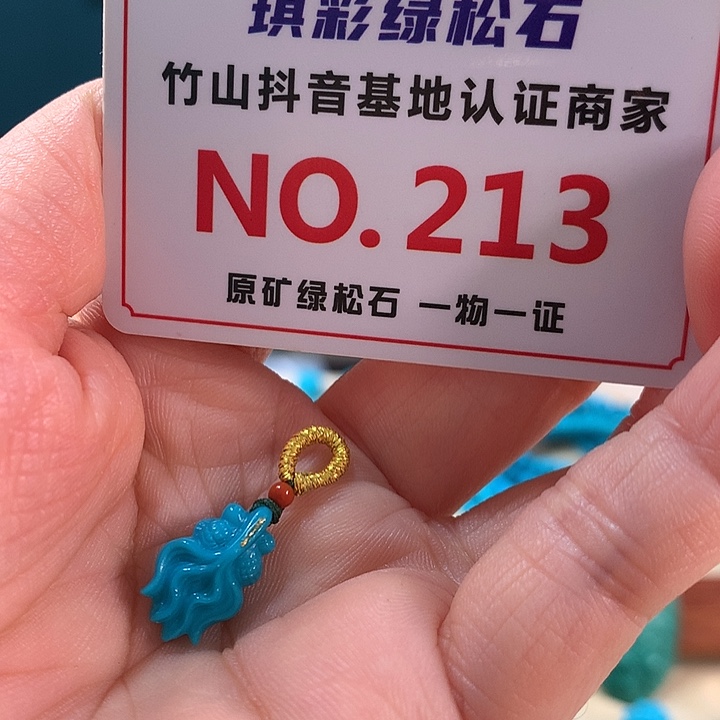 琪彩绿松石
竹山抖音基地认证商家
NO.213
原矿绿松石 一物一证